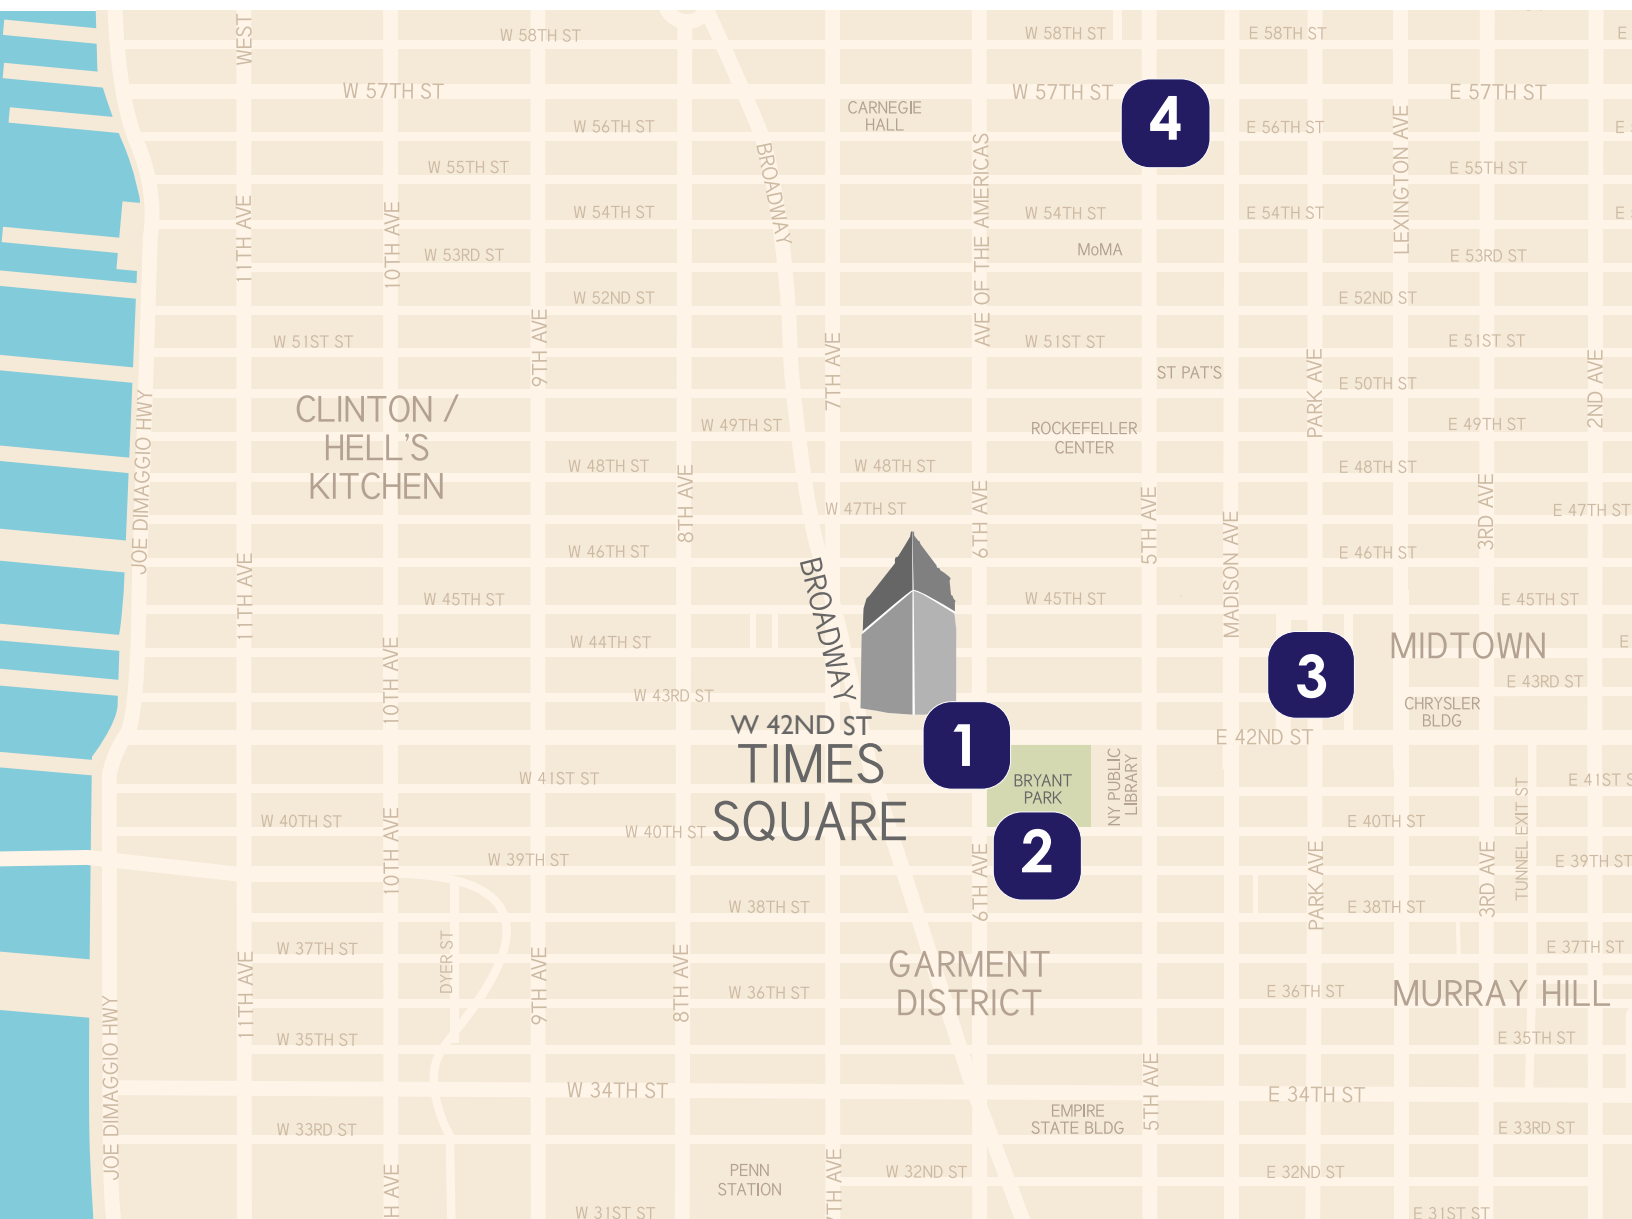 WEST
W 58TH ST
W 58TH ST
E 58TH ST
E
W 57TH ST
W 57TH ST
4
E 57TH ST
CARNEGIE
HALL
W 56TH ST
E 56TH ST
E
LEXINGTON AVE
AVE OF THE AMERICAS
BROADWAY
W 55TH ST
E 55TH ST
11TH AVE
10TH AVE
W 54TH ST
W 54TH ST
E 54TH ST
E
W 53RD ST
MoMA
E 53RD ST
W 52ND ST
E 52ND ST
9TH AVE
7TH AVE
W 51ST ST
W 51ST ST
E 51ST ST
PARK AVE
2ND AVE
ST PAT'S
E 50TH ST
JOE DIMAGGIO HWY
CLINTON /
HELL'S
KITCHEN
W 49TH ST
ROCKEFELLER
CENTER
E 49TH ST
8TH AVE
W 48TH ST
W 48TH ST
E 48TH ST
6TH AVE
5TH AVE
3RD AVE
W 47TH ST
E 47TH ST
MADISON AVE
11TH AVE
W 46TH ST
E 46TH ST
BROADWAY
W 45TH ST
W 45TH ST
E 45TH ST
10TH AVE
W 44TH ST
MIDTOWN
E
3
W 43RD ST
E 43RD ST
CHRYSLER
BLDG
W 42ND ST
1
E 42ND ST
TIMES
SQUARE
BRYANT
PARK
NY PUBLIC
LIBRARY
W 41ST ST
E 41ST S
TUNNEL EXIT ST
10TH AVE
W 40TH ST
W 40TH ST
E 40TH ST
2
W 39TH ST
E 39TH ST
6TH AVE
PARK AVE
3RD AVE
W 38TH ST
E 38TH ST
W 37TH ST
E 37TH ST
11TH AVE
DYER ST
9TH AVE
8TH AVE
GARMENT
DISTRICT
W 36TH ST
E 36TH ST
MURRAY HILL
JOE DIMAGGIO HWY
W 35TH ST
E 35TH ST
5TH AVE
W 34TH ST
E 34TH ST
EMPIRE
STATE BLDG
W 33RD ST
E 33RD ST
H AVE
PENN
STATION
7TH AVE
W 32ND ST
E 32ND ST
W 31ST ST
E 31ST ST